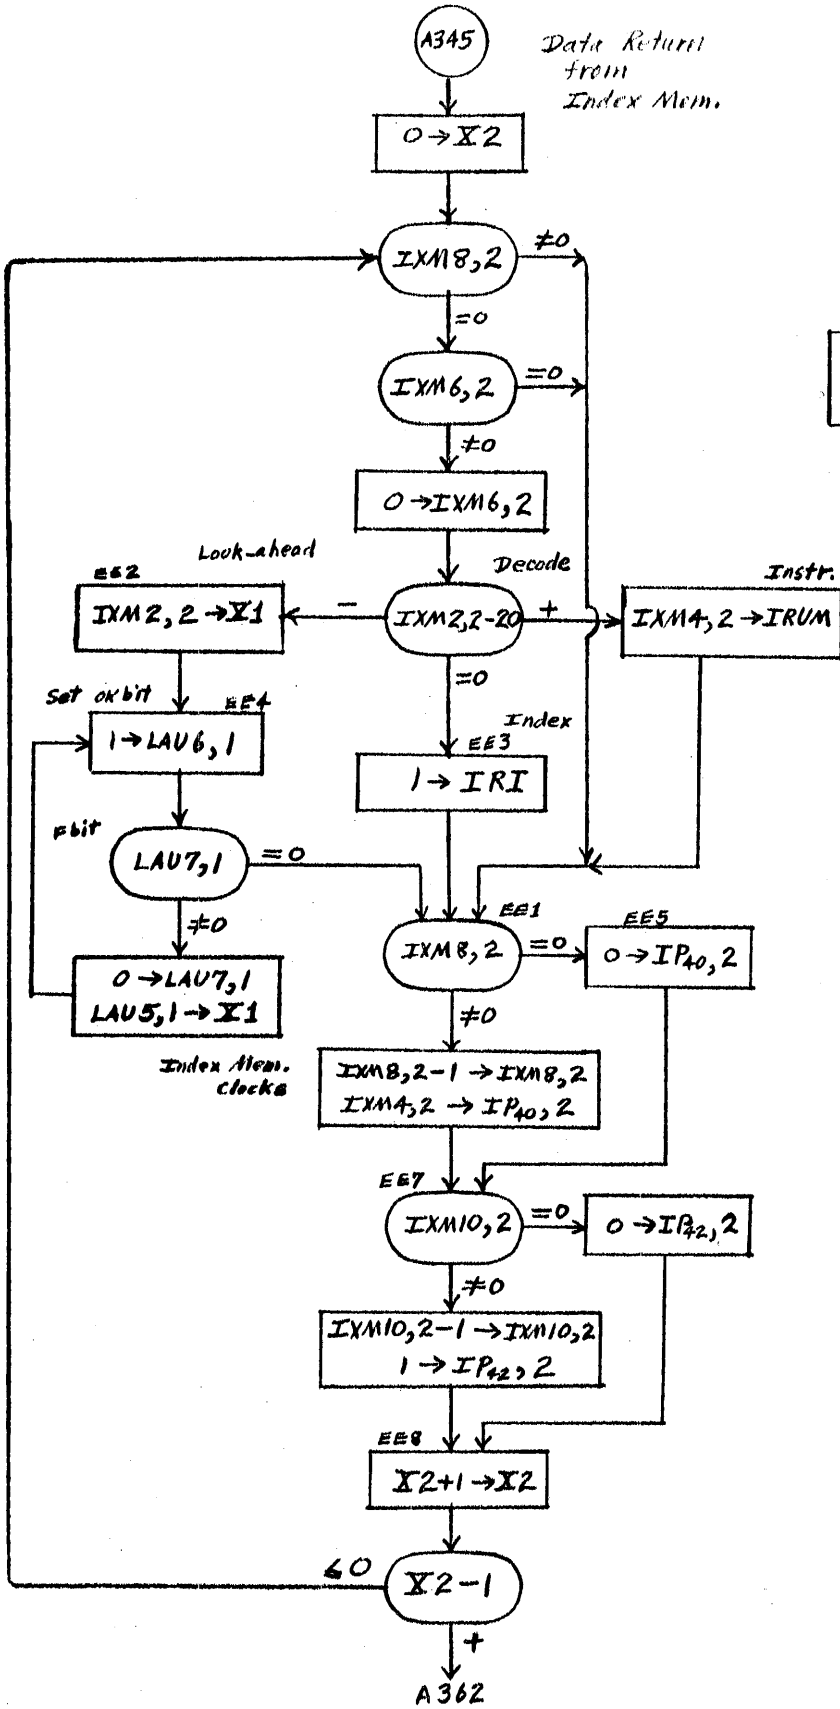 A345
Data Return
from
Index Mem.
0 → X2
IXM8, 2
≠0
=0
IXM6, 2
=0
≠0
0 → IXM6, 2
Look-ahead
Decode
Instr.
EE2
IXM2, 2 → X1
−
IXM2, 2-20
+
IXM4, 2 → IRUM
=0
Set OK bit
EE4
1 → LAU6, 1
Index
EE3
1 → IRI
F bit
LAU7, 1
=0
≠0
0 → LAU7, 1
LAU5, 1 → X1
EE1
IXM8, 2
=0
≠0
EE5
0 → IP40, 2
Index Mem.
Clocks
IXM8, 2-1 → IXM8, 2
IXM4, 2 → IP40, 2
EE7
IXM10, 2
=0
≠0
0 → IP42, 2
IXM10, 2-1 → IXM10, 2
1 → IP42, 2
EE8
X2+1 → X2
≤0
X2-1
+
A362